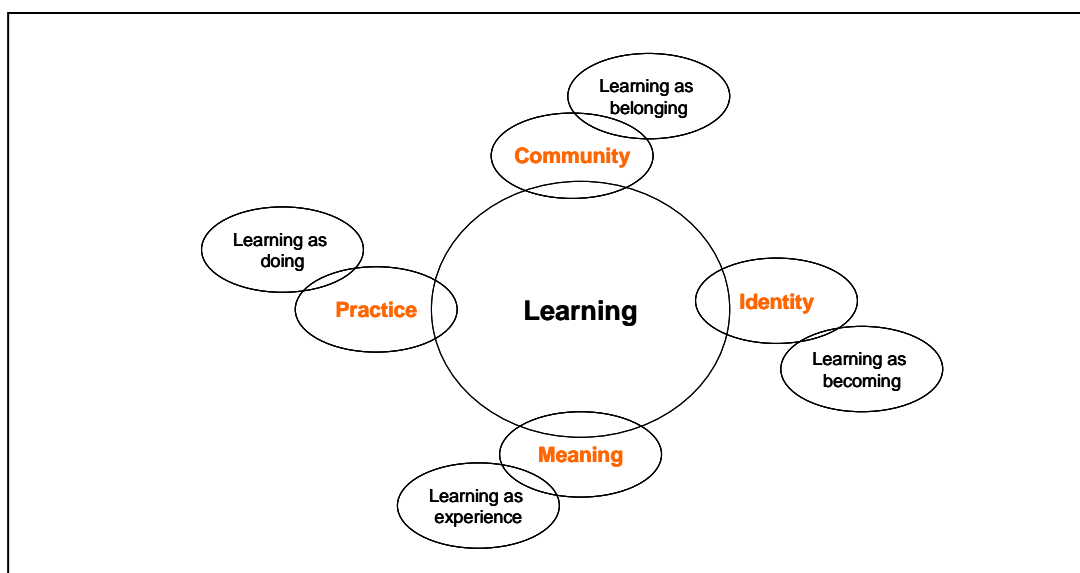 Learning as
belonging
Community
Learning as
doing
Practice
Learning
Identity
Learning as
becoming
Meaning
Learning as
experience